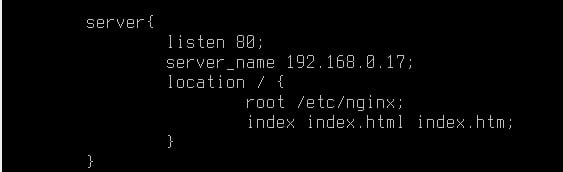 server{
listen 80;
server_name 192.168.0.17;
location / {
root /etc/nginx;
index index.html index.htm;
}
}